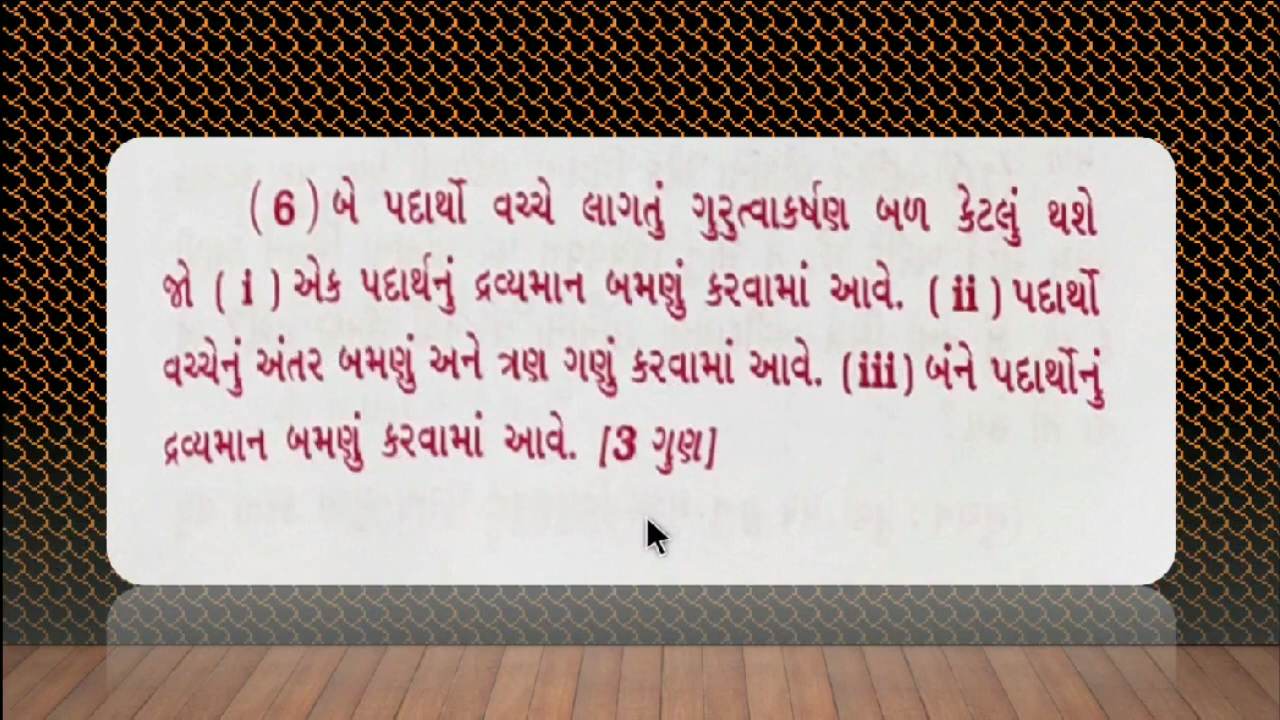 (6) બે પદાર્થો વચ્ચે લાગતું ગુરુત્વાકર્ષણ બળ કેટલું થશે
જો (i) એક પદાર્થનું દ્રવ્યમાન બમણું કરવામાં આવે. (ii) પદાર્થો
વચ્ચેનું અંતર બમણું અને ત્રણ ગણું કરવામાં આવે. (iii) બંને પદાર્થોનું
દ્રવ્યમાન બમણું કરવામાં આવે. [3 ગુણ]